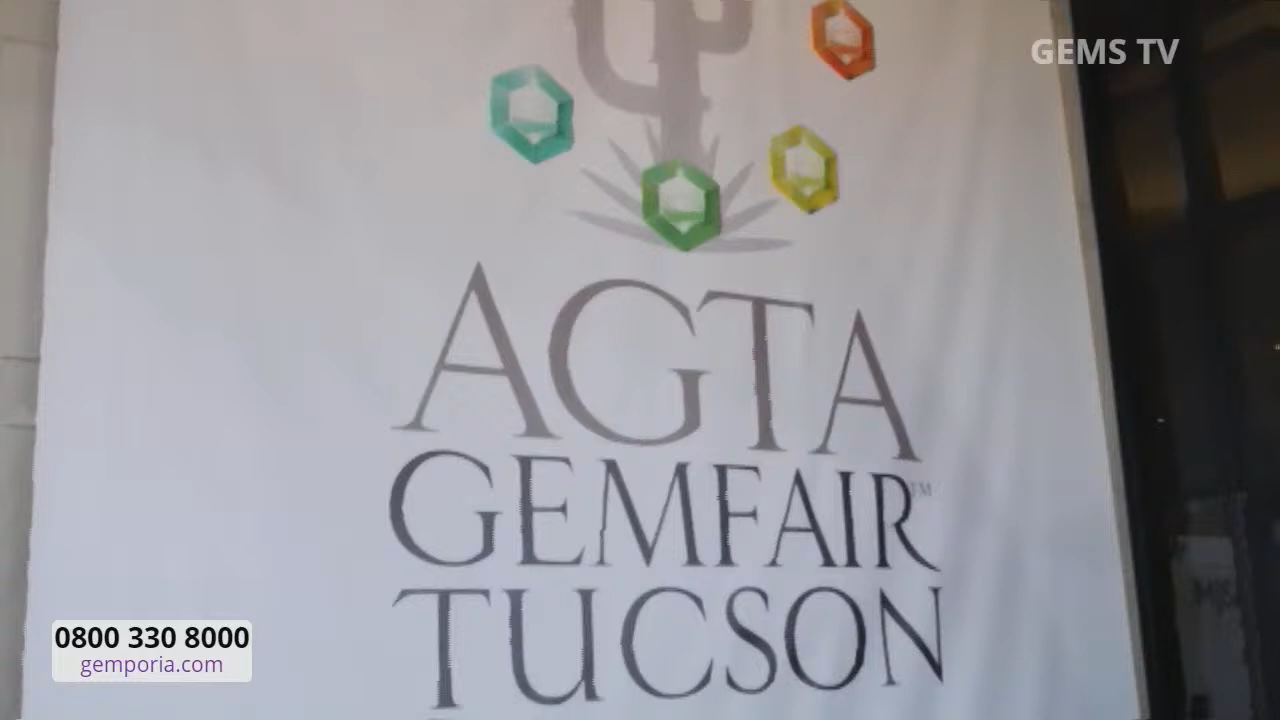 GEMS TV
AGTA
GEMFAIR™
TUCSON
0800 330 8000
gemporia.com